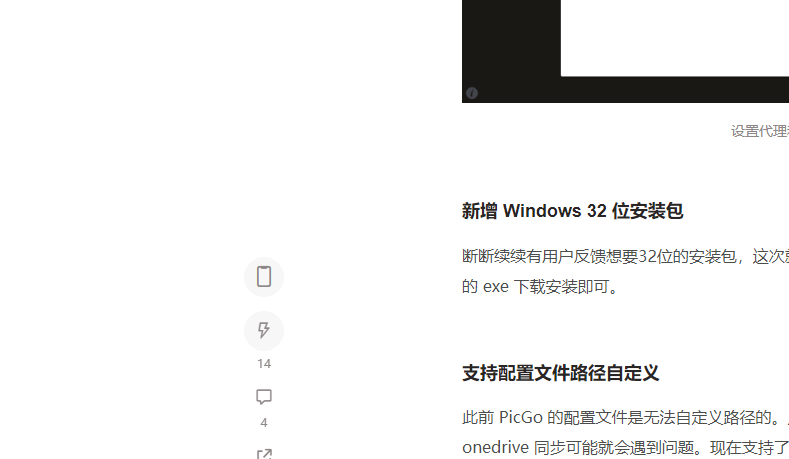 设置代理
新增 Windows 32 位安装包
断断续续有用户反馈想要32位的安装包，这次
的 exe 下载安装即可。
14
支持配置文件路径自定义
4
此前 PicGo 的配置文件是无法自定义路径的。
onedrive 同步可能就会遇到问题。现在支持了